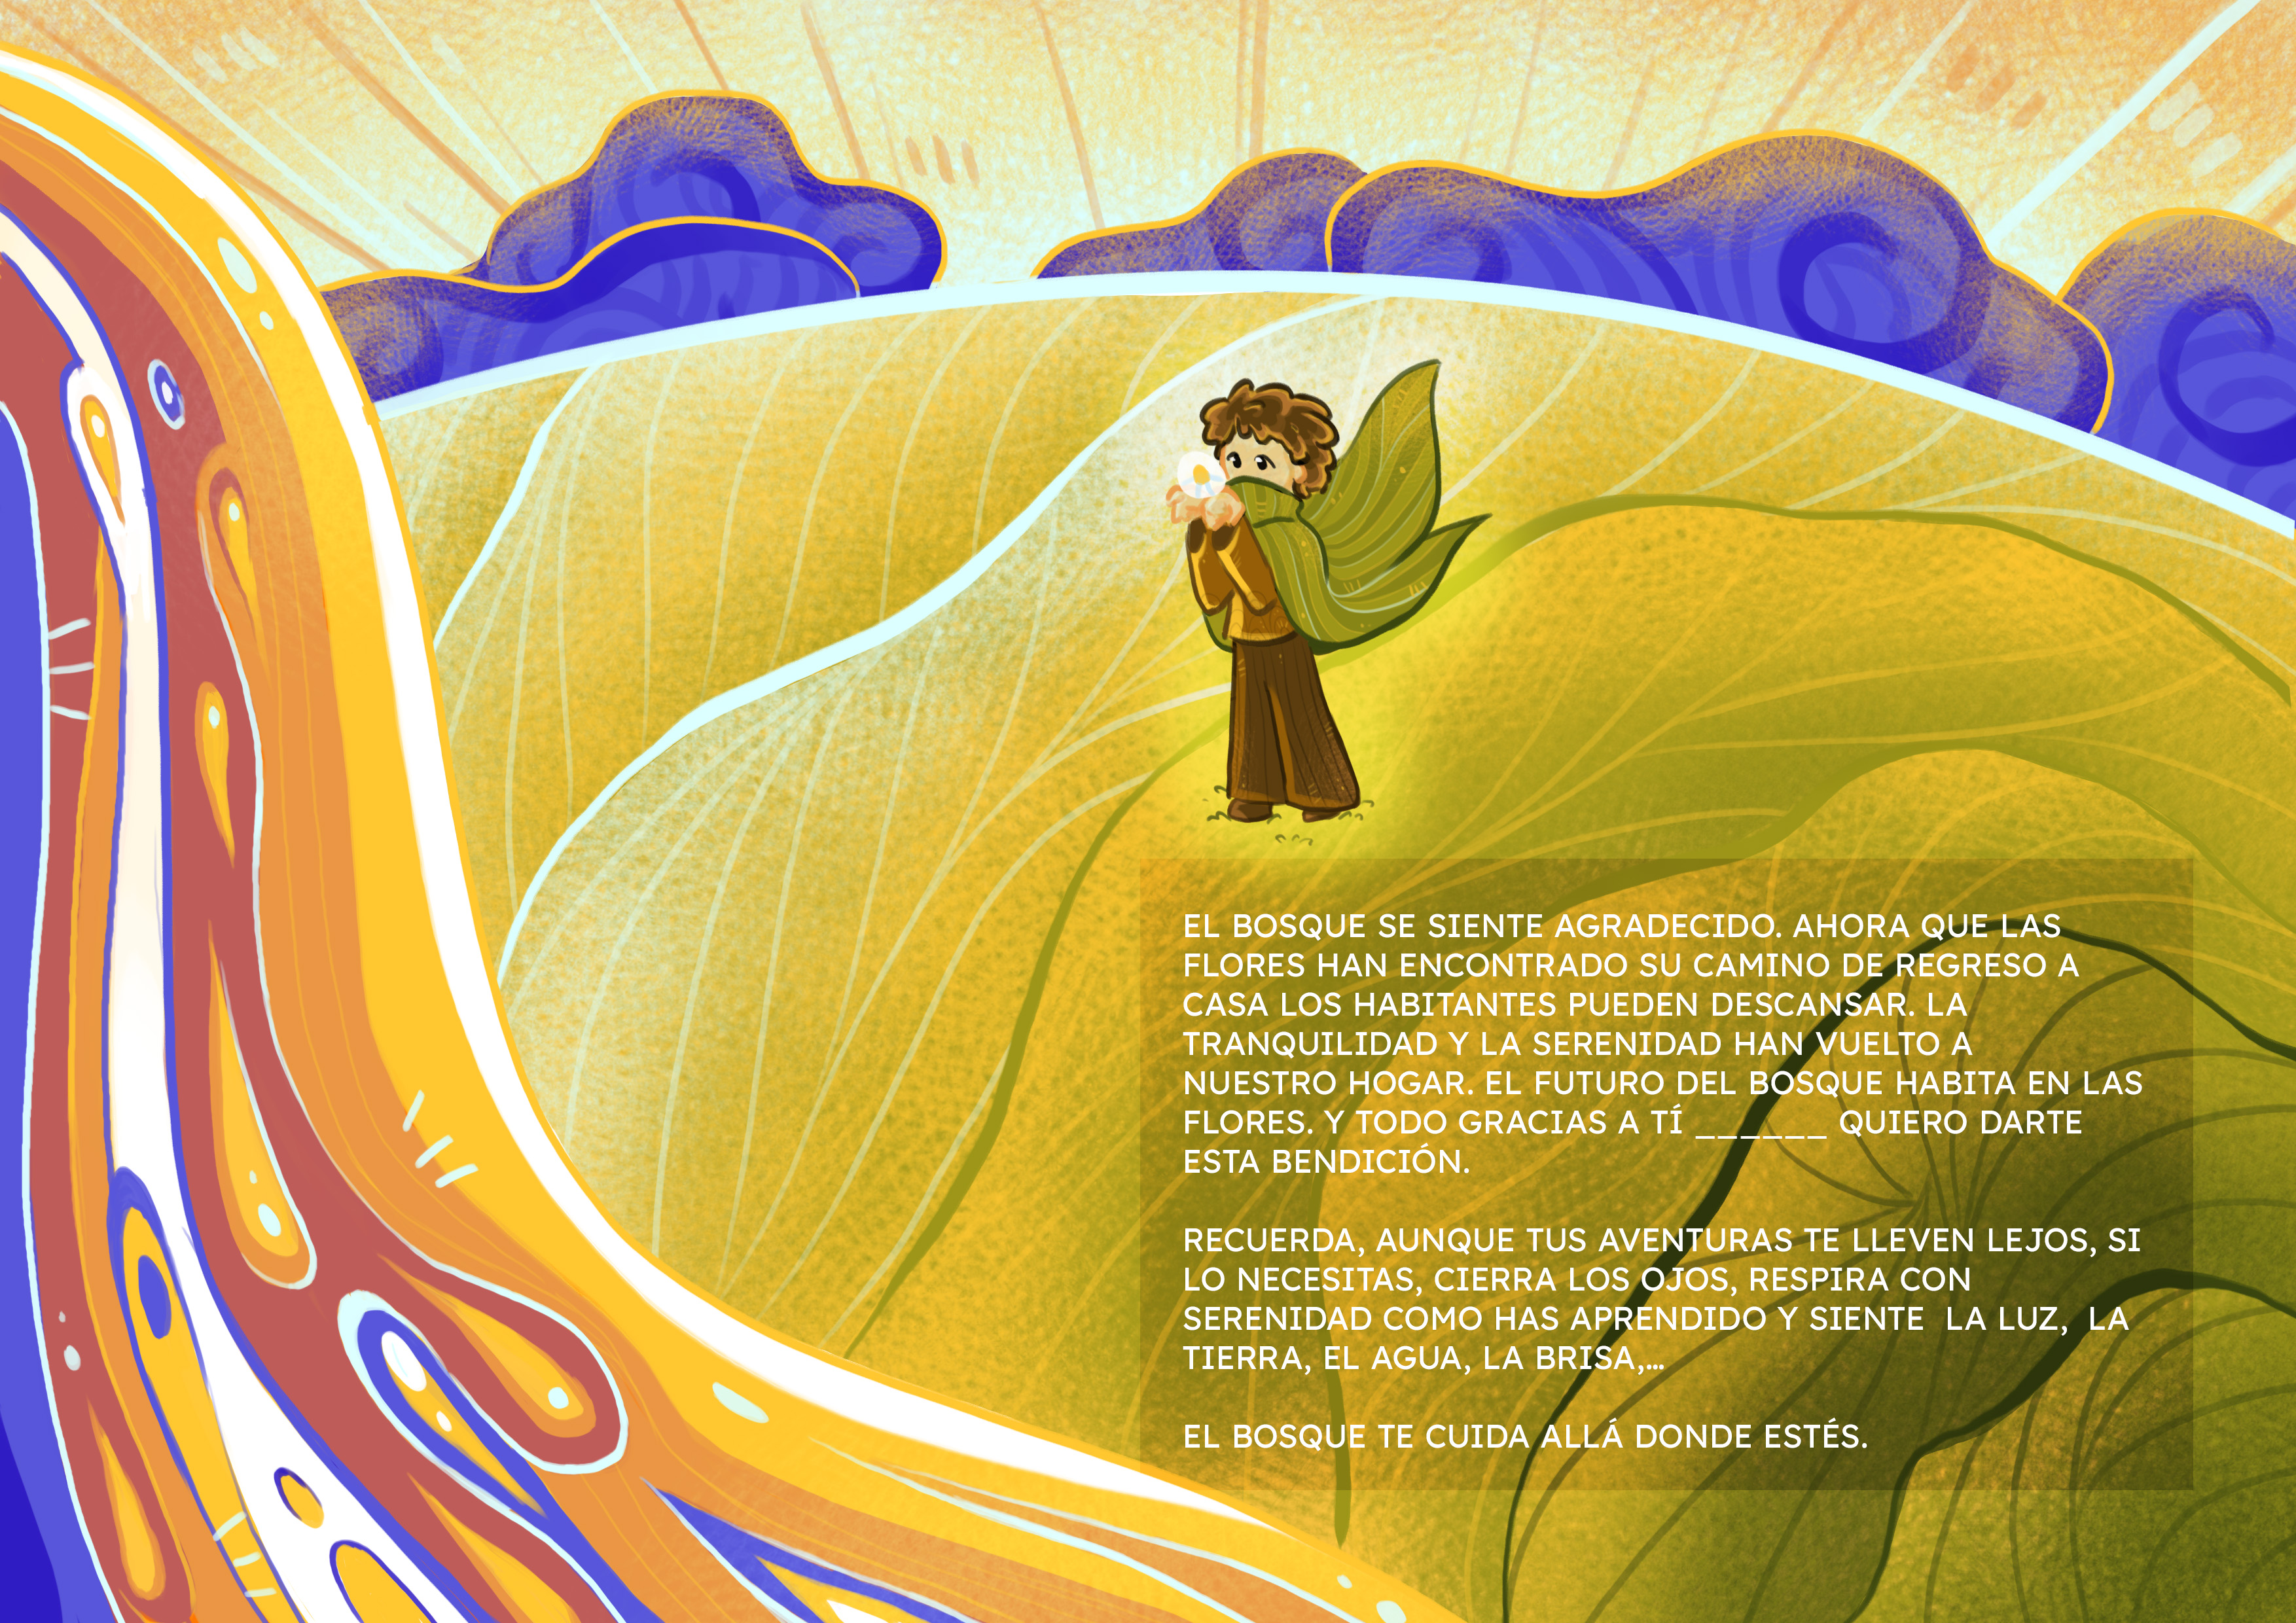 EL BOSQUE SE SIENTE AGRADECIDO. AHORA QUE LAS
FLORES HAN ENCONTRADO SU CAMINO DE REGRESO A
CASA LOS HABITANTES PUEDEN DESCANSAR. LA
TRANQUILIDAD Y LA SERENIDAD HAN VUELTO A
NUESTRO HOGAR. EL FUTURO DEL BOSQUE HABITA EN LAS
FLORES. Y TODO GRACIAS A TÍ ______ QUIERO DARTE
ESTA BENDICIÓN.
RECUERDA, AUNQUE TUS AVENTURAS TE LLEVEN LEJOS, SI
LO NECESITAS, CIERRA LOS OJOS, RESPIRA CON
SERENIDAD COMO HAS APRENDIDO Y SIENTE  LA LUZ,  LA
TIERRA, EL AGUA, LA BRISA,...
EL BOSQUE TE CUIDA ALLÁ DONDE ESTÉS.